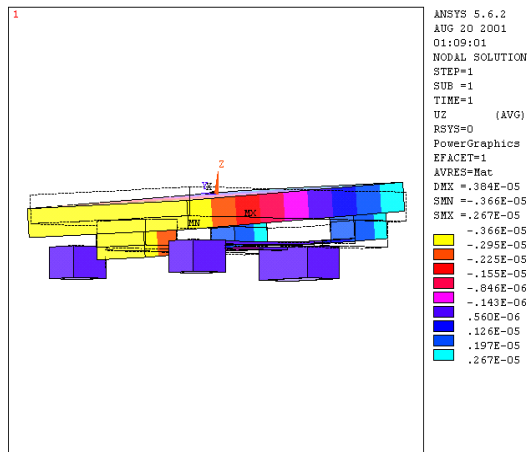 1
ANSYS 5.6.2
AUG 20 2001
01:09:01
NODAL SOLUTION
STEP=1
SUB =1
TIME=1
UZ (AVG)
RSYS=0
PowerGraphics
EFACET=1
AVRES=Mat
DMX =.384E-05
SMN =-.366E-05
SMX =.267E-05
Z
MX
MN
-.366E-05
-.295E-05
-.225E-05
-.155E-05
-.846E-06
-.143E-06
.560E-06
.126E-05
.197E-05
.267E-05